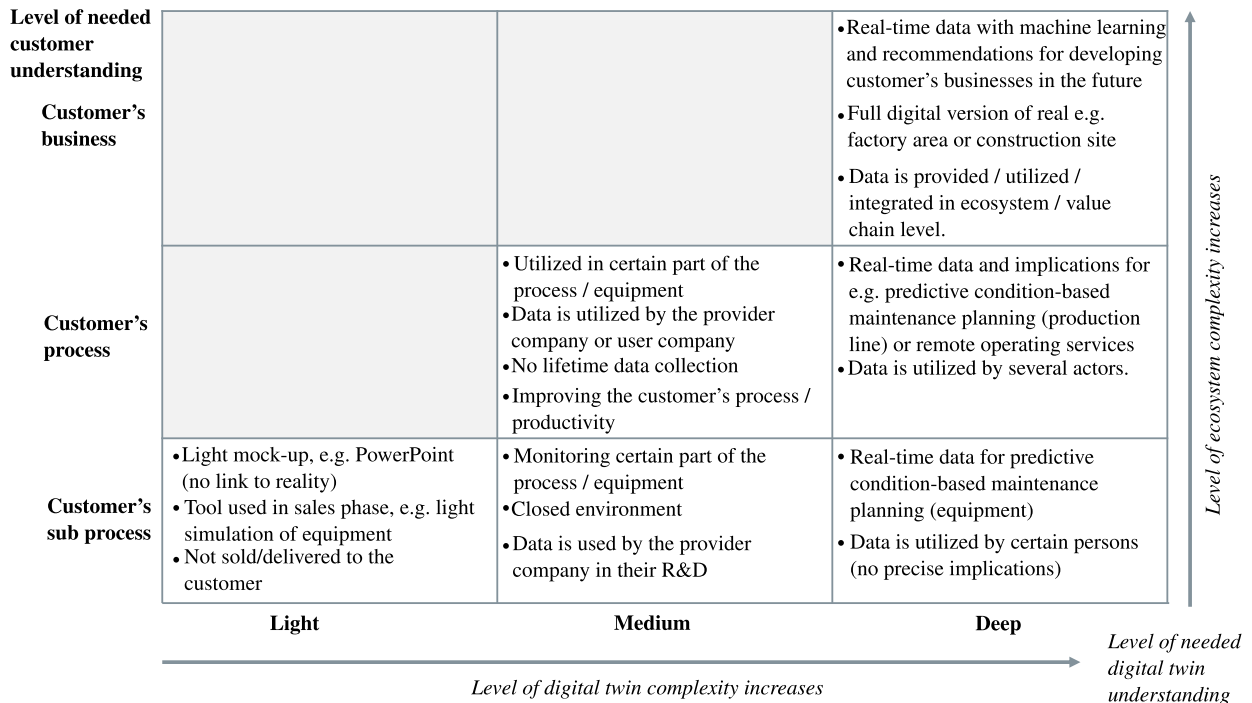 Level of needed
customer
understanding
Customer’s
business
•Real-time data with machine learning
and recommendations for developing
customer’s businesses in the future
•Full digital version of real e.g.
factory area or construction site
•Data is provided / utilized /
integrated in ecosystem / value
chain level.
Customer’s
process
•Utilized in certain part of the
process / equipment
•Data is utilized by the provider
company or user company
•No lifetime data collection
•Improving the customer’s process /
productivity
•Real-time data and implications for
e.g. predictive condition-based
maintenance planning (production
line) or remote operating services
•Data is utilized by several actors.
Customer’s
sub process
•Light mock-up, e.g. PowerPoint
(no link to reality)
•Tool used in sales phase, e.g. light
simulation of equipment
•Not sold/delivered to the
customer
•Monitoring certain part of the
process / equipment
•Closed environment
•Data is used by the provider
company in their R&D
•Real-time data for predictive
condition-based maintenance
planning (equipment)
•Data is utilized by certain persons
(no precise implications)
Light
Medium
Deep
Level of digital twin complexity increases
Level of needed
digital twin
understanding
Level of ecosystem complexity increases